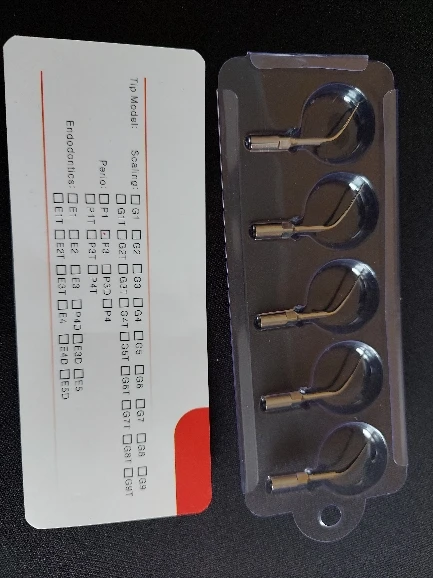 Tip Model: Scaling: □G1 □G2 □G3 □G4 □G5 □G6 □G7 □G8 □G9
□G1T □G2T □G3T □G4T □G5T □G6T □G7T □G8T □G9T
Perio: □P1 □P3 □P3D □P4
□P1T □P3T □P4T
Endodontics: □E1 □E2 □E3 □P4D □E3D □E5
□E1T □E2T □E3T □E4 □E4D □E5D